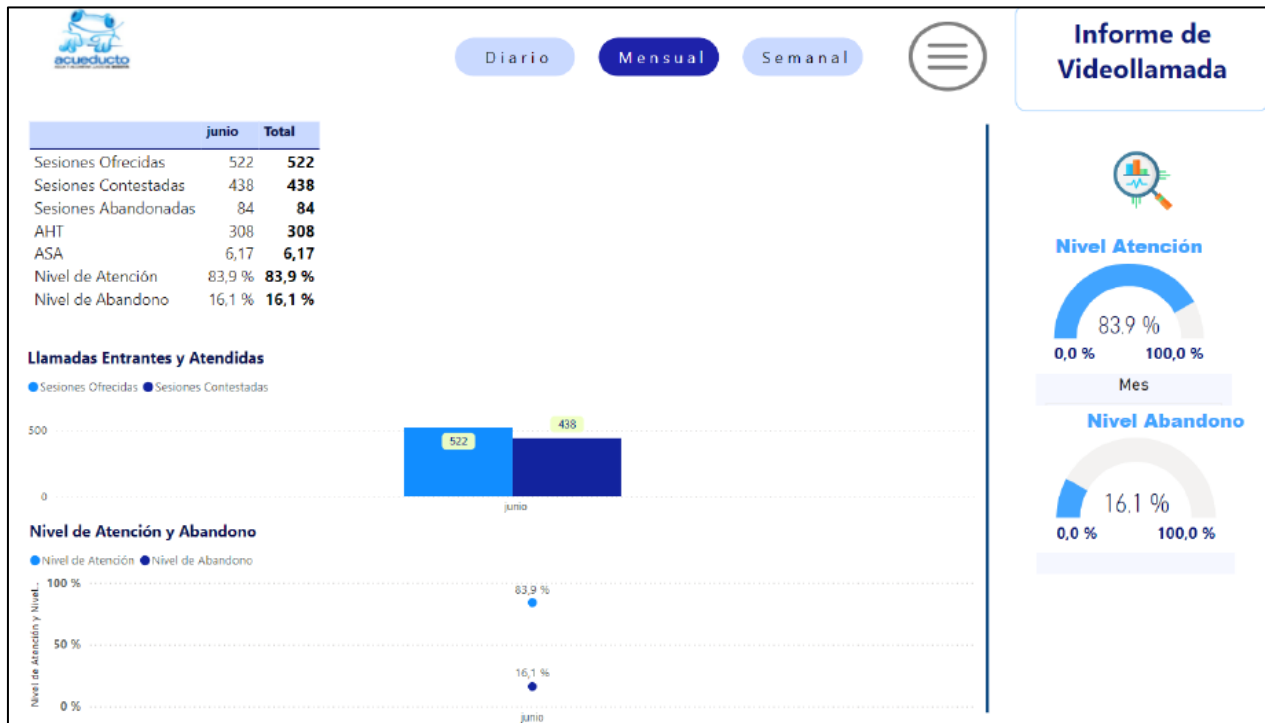 acueducto
Diario
Mensual
Semanal
Informe de
Videollamada
junio Total
Sesiones Ofrecidas 522 522
Sesiones Contestadas 438 438
Sesiones Abandonadas 84 84
AHT 308 308
ASA 6,17 6,17
Nivel de Atención 83,9 % 83,9 %
Nivel de Abandono 16,1 % 16,1 %
Llamadas Entrantes y Atendidas
Sesiones Ofrecidas Sesiones Contestadas
500
522
438
0
junio
Nivel de Atención y Abandono
Nivel de Atención Nivel de Abandono
Nivel de Atención y Nivel...
100 %
83,9 %
50 %
16,1 %
0 %
junio
Nivel Atención
83,9 %
0,0 % 100,0 %
Mes
Nivel Abandono
16,1 %
0,0 % 100,0 %